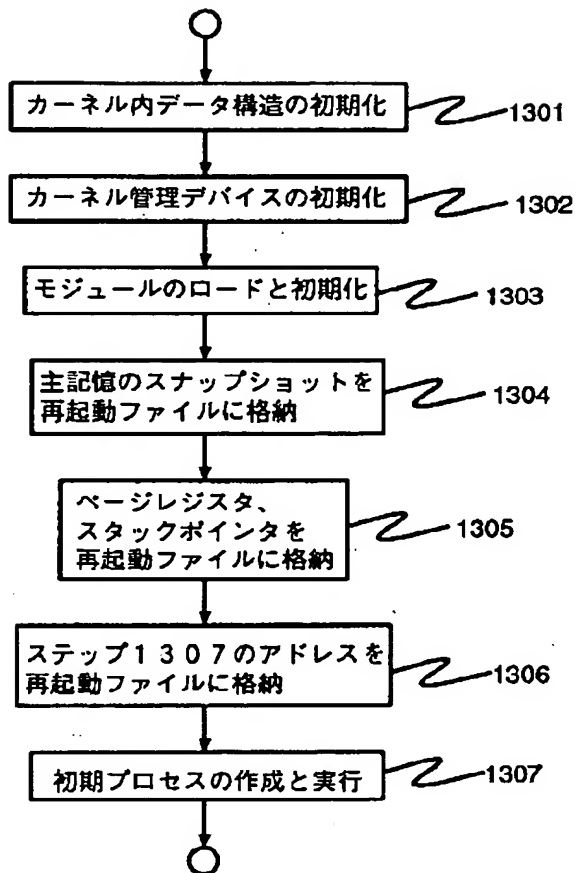 カーネル内データ構造の初期化
1301
カーネル管理デバイスの初期化
1302
モジュールのロードと初期化
1303
主記憶のスナップショットを
再起動ファイルに格納
1304
ページレジスタ、
スタックポインタを
再起動ファイルに格納
1305
ステップ1307のアドレスを
再起動ファイルに格納
1306
初期プロセスの作成と実行
1307